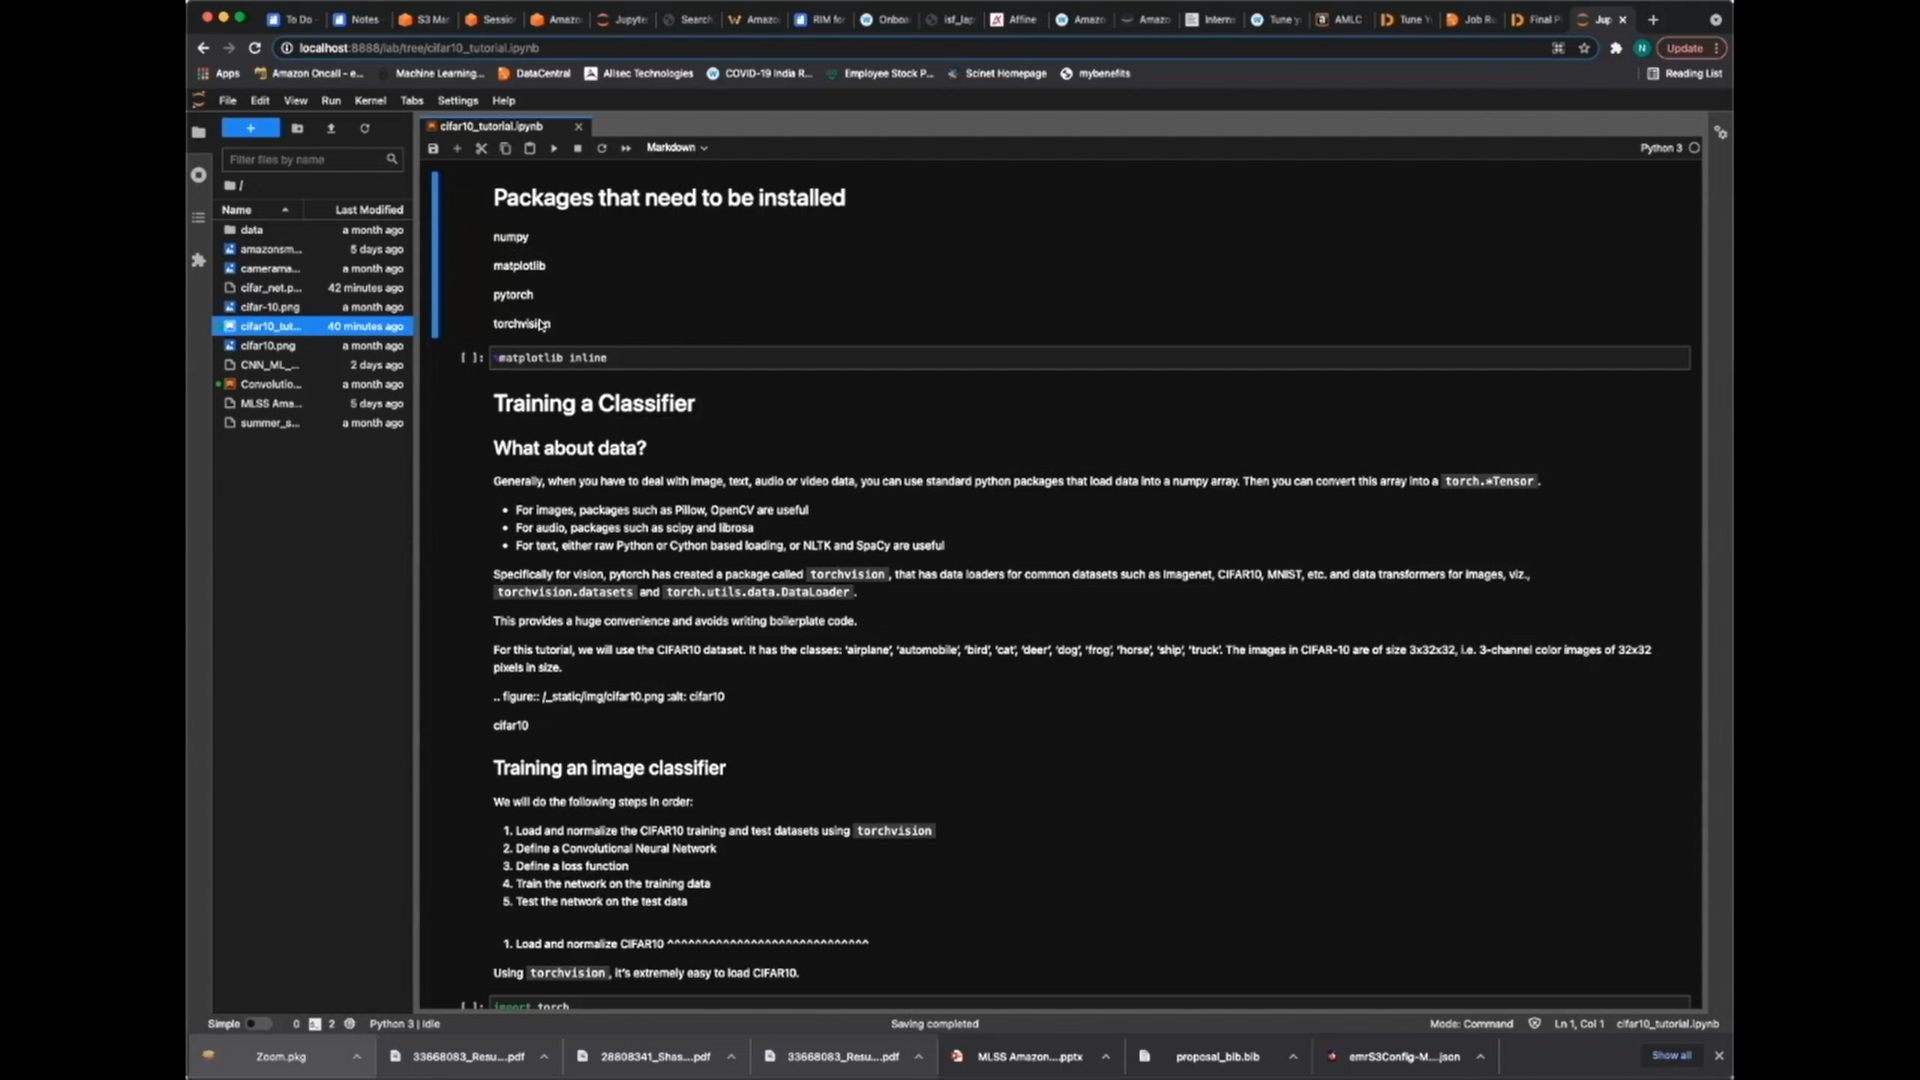 To Do
Notes
S3 Mar
Sessio
Amazo
Jupyte
Search
Amazo
RIM for
Onboa
isf_lap
Affine
Amazo
Amazo
Intern
Tune y
AMLC
Tune Y
Job Ru
Final P
Jup
localhost:8888/lab/tree/cifar10_tutorial.ipynb
N
Update
Apps
Amazon Oncall - e...
Machine Learning...
DataCentral
Allsec Technologies
COVID-19 India R...
Employee Stock P...
Scinet Homepage
mybenefits
Reading List
File Edit View Run Kernel Tabs Settings Help
cifar10_tutorial.ipynb
Markdown
Python 3
Filter files by name
/
Name Last Modified
data a month ago
amazonsm... 5 days ago
camerama... a month ago
cifar_net.p... 42 minutes ago
cifar-10.png a month ago
cifar10_tut... 40 minutes ago
cifar10.png a month ago
CNN_ML_... 2 days ago
Convolutio... a month ago
MLSS Ama... 5 days ago
summer_s... a month ago
Packages that need to be installed
numpy
matplotlib
pytorch
torchvision
[ ]: %matplotlib inline
Training a Classifier
What about data?
Generally, when you have to deal with image, text, audio or video data, you can use standard python packages that load data into a numpy array. Then you can convert this array into a torch.*Tensor.
• For images, packages such as Pillow, OpenCV are useful
• For audio, packages such as scipy and librosa
• For text, either raw Python or Cython based loading, or NLTK and SpaCy are useful
Specifically for vision, pytorch has created a package called torchvision, that has data loaders for common datasets such as Imagenet, CIFAR10, MNIST, etc. and data transformers for images, viz.,
torchvision.datasets and torch.utils.data.DataLoader.
This provides a huge convenience and avoids writing boilerplate code.
For this tutorial, we will use the CIFAR10 dataset. It has the classes: ‘airplane’, ‘automobile’, ‘bird’, ‘cat’, ‘deer’, ‘dog’, ‘frog’, ‘horse’, ‘ship’, ‘truck’. The images in CIFAR-10 are of size 3x32x32, i.e. 3-channel color images of 32x32
pixels in size.
.. figure:: /_static/img/cifar10.png :alt: cifar10
cifar10
Training an image classifier
We will do the following steps in order:
1. Load and normalize the CIFAR10 training and test datasets using torchvision
2. Define a Convolutional Neural Network
3. Define a loss function
4. Train the network on the training data
5. Test the network on the test data
1. Load and normalize CIFAR10 ^^^^^^^^^^^^^^^^^^^^^^^^^^^^^
Using torchvision, it’s extremely easy to load CIFAR10.
[ ]: import torch
Simple 0 2 Python 3 | Idle Saving completed Mode: Command Ln 1, Col 1 cifar10_tutorial.ipynb
Zoom.pkg
33668083_Resu....pdf
28808341_Shas....pdf
33668083_Resu....pdf
MLSS Amazon....pptx
proposal_bib.bib
emrS3Config-M....json
Show all